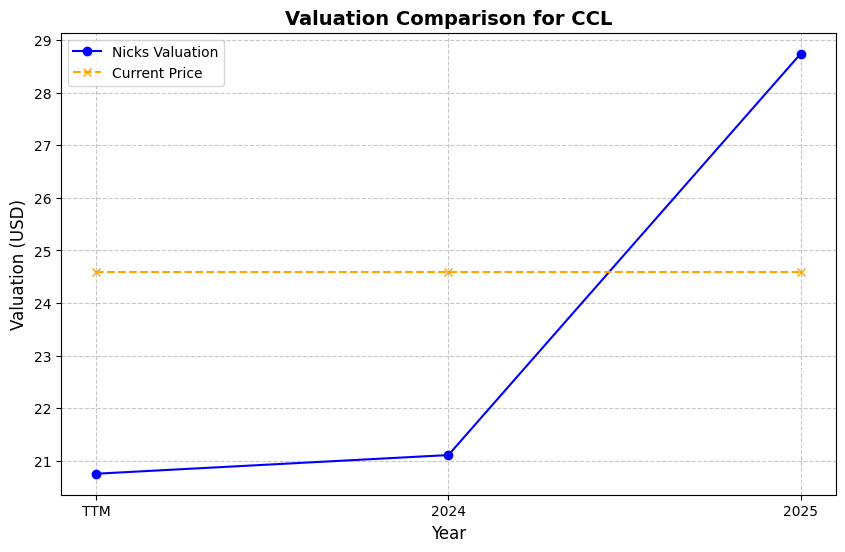 Valuation Comparison for CCL
Nicks Valuation
Current Price
29
28
27
26
25
24
23
22
21
Valuation (USD)
TTM
2024
2025
Year